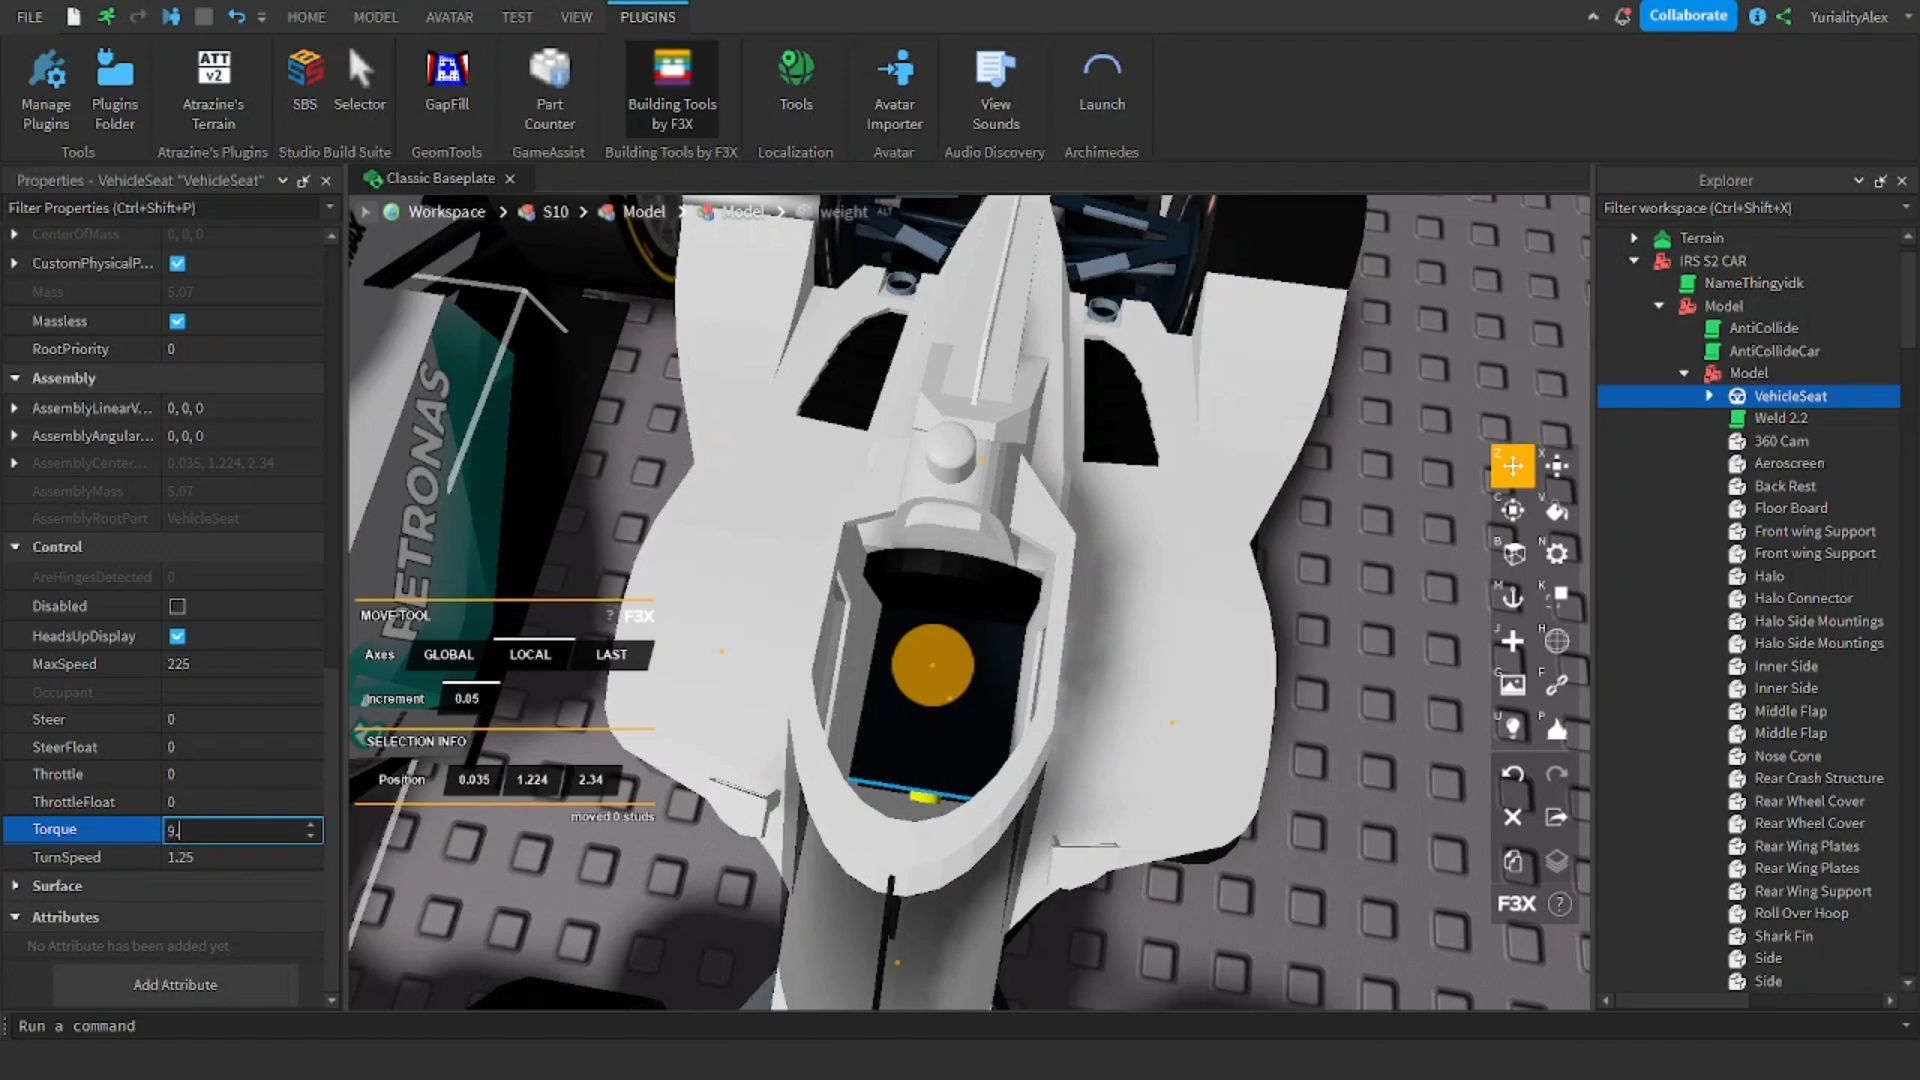 FILE
HOME
MODEL
AVATAR
TEST
VIEW
PLUGINS
Collaborate
YurialityAlex
Manage Plugins
Plugins Folder
ATT v2
Atrazine's Terrain
SBS
Selector
GapFill
Part Counter
Building Tools by F3X
Tools
Avatar Importer
View Sounds
Launch
Tools
Atrazine's Plugins
Studio Build Suite
GeomTools
GameAssist
Building Tools by F3X
Localization
Avatar
Audio Discovery
Archimedes
Properties - VehicleSeat "VehicleSeat"
Filter Properties (Ctrl+Shift+P)
CenterOfMass 0, 0, 0
CustomPhysicalP...
Mass 5.07
Massless
RootPriority 0
Assembly
AssemblyLinearV... 0, 0, 0
AssemblyAngular... 0, 0, 0
AssemblyCenter... 0.035, 1.224, 2.34
AssemblyMass 5.07
AssemblyRootPart VehicleSeat
Control
AreHingesDetected 0
Disabled
HeadsUpDisplay
MaxSpeed 225
Occupant
Steer 0
SteerFloat 0
Throttle 0
ThrottleFloat 0
Torque 9.
TurnSpeed 1.25
Surface
Attributes
No Attribute has been added yet
Add Attribute
Classic Baseplate
Workspace > S10 > Model > Model > weight ALT
PETRONAS
MOVE TOOL ? F3X
Axes GLOBAL LOCAL LAST
Increment 0.05
SELECTION INFO
Position 0.035 1.224 2.34
moved 0 studs
Z X
C V
B N
M K
J H
G F
U P
F3X ?
Explorer
Filter workspace (Ctrl+Shift+X)
Terrain
IRS S2 CAR
NameThingyidk
Model
AntiCollide
AntiCollideCar
Model
VehicleSeat
Weld 2.2
360 Cam
Aeroscreen
Back Rest
Floor Board
Front wing Support
Front wing Support
Halo
Halo Connector
Halo Side Mountings
Halo Side Mountings
Inner Side
Inner Side
Middle Flap
Middle Flap
Nose Cone
Rear Crash Structure
Rear Wheel Cover
Rear Wheel Cover
Rear Wing Plates
Rear Wing Plates
Rear Wing Support
Roll Over Hoop
Shark Fin
Side
Side
Run a command